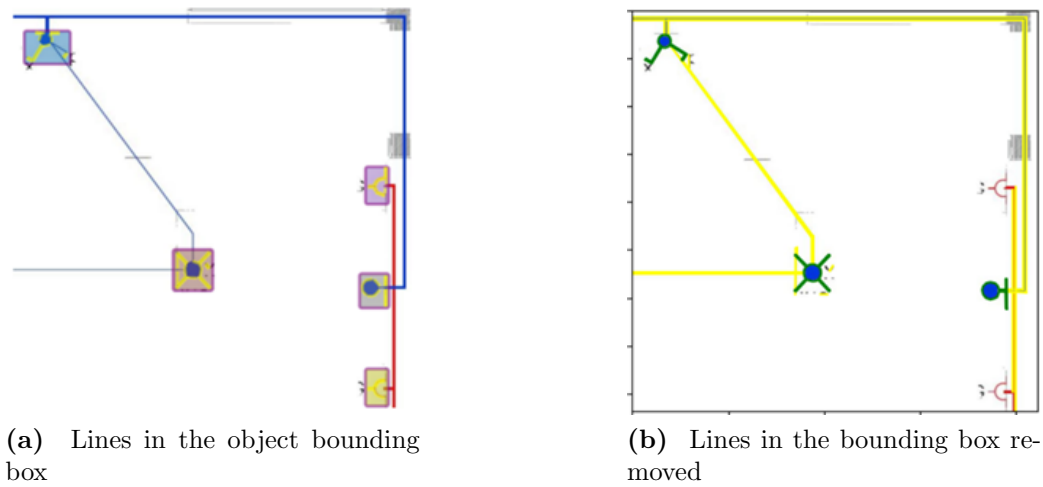 (a) Lines in the object bounding
box
(b) Lines in the bounding box re-
moved